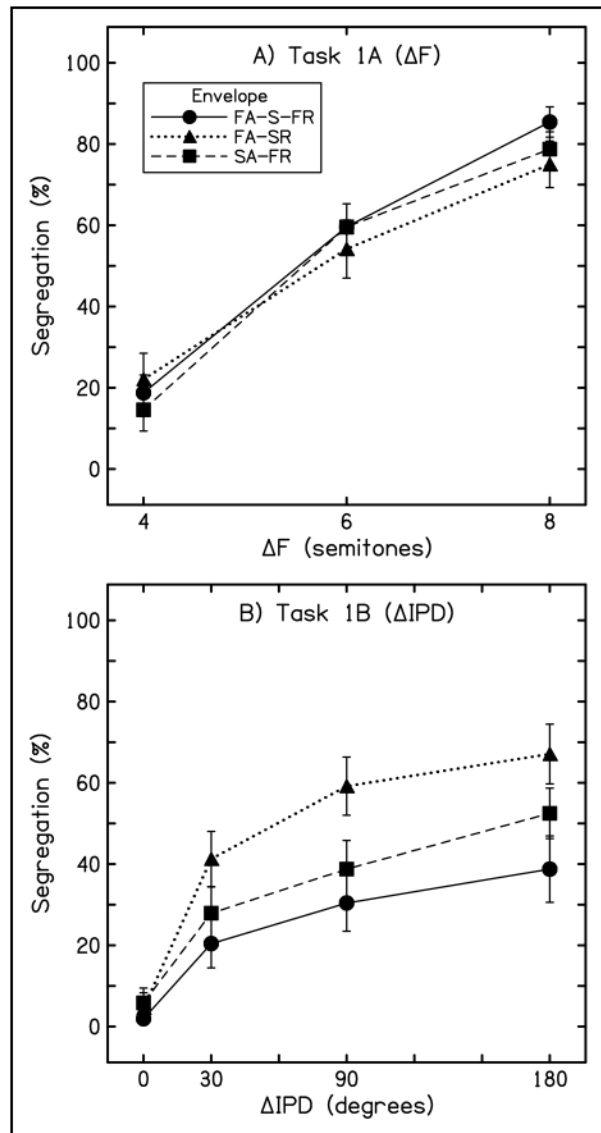 A) Task 1A (ΔF)
Envelope
FA-S-FR
FA-SR
SA-FR
100
80
60
40
20
0
Segregation (%)
4 6 8
ΔF (semitones)
B) Task 1B (ΔIPD)
100
80
60
40
20
0
Segregation (%)
0 30 90 180
ΔIPD (degrees)